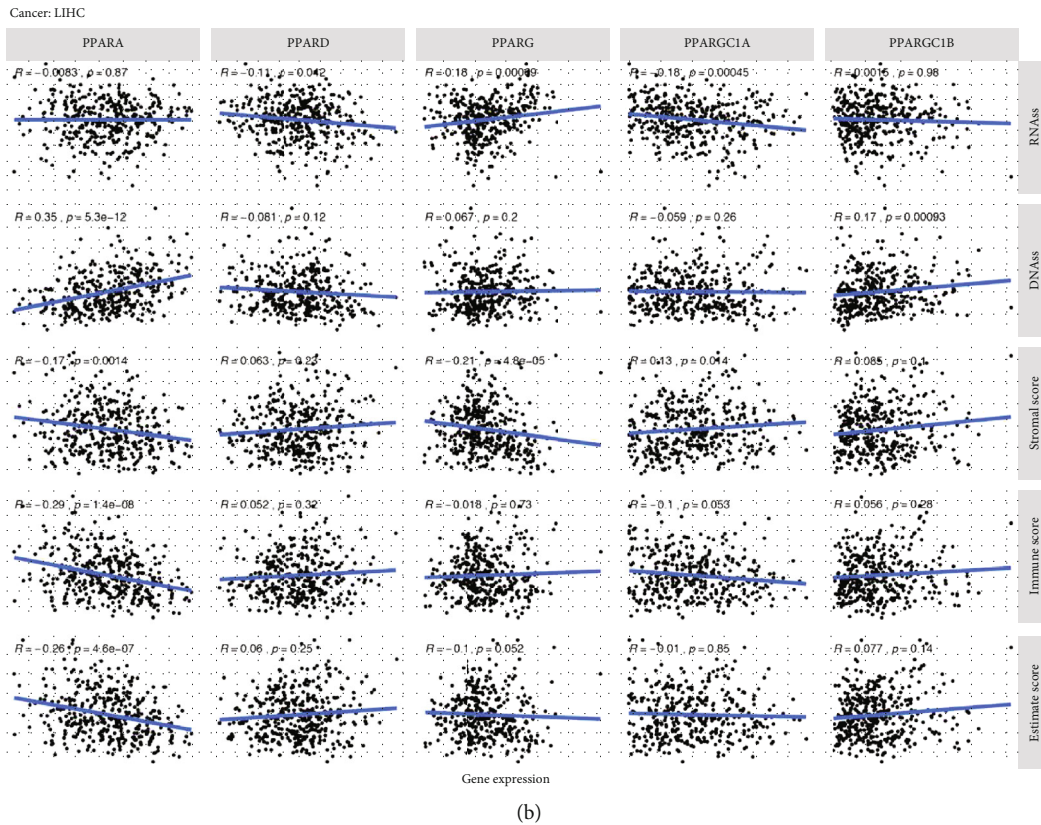 Cancer: LIHC
PPARA PPARD PPARG PPARGC1A PPARGC1B
R = −0.0083 , p = 0.87 R = −0.11 , p = 0.042 R = 0.18 , p = R = −0.18 , p = 0.00045 R = 0.0015 , p = 0.98
RNAss
R = 0.35 , p = 5.3e−12 R = −0.081 , p = 0.12 R = 0.067 , p = 0.2 R = −0.059 , p = 0.26 R = 0.17 , p = 0.00093
DNAss
R = −0.17 , p = 0.0014 R = 0.063 , p = 0.23 R = −0.21 , p = 4.8e−05 R = 0.13 , p = 0.014 R = 0.085 , p = 0.1
Stromal score
R = −0.29 , p = 1.4e−08 R = 0.052 , p = 0.32 R = −0.018 , p = 0.73 R = −0.1 , p = 0.053 R = 0.056 , p = 0.28
Immune score
R = −0.26 , p = 4.6e−07 R = 0.06 , p = 0.25 R = −0.1 , p = 0.052 R = −0.01 , p = 0.85 R = 0.077 , p = 0.14
Estimate score
Gene expression
(b)